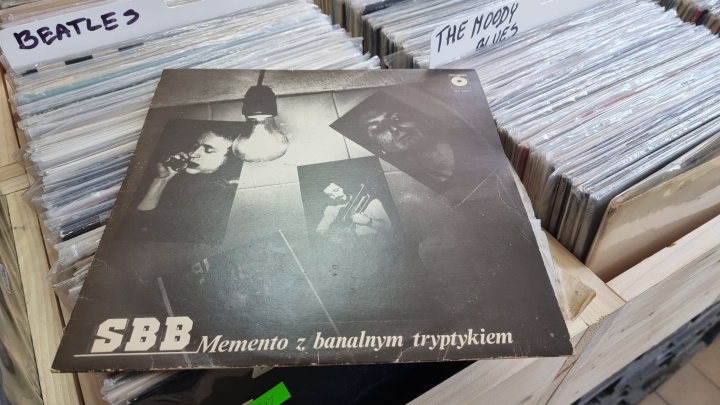 BEATLES
THE MOODY
BLUES
SBB Memento z banalnym tryptykiem